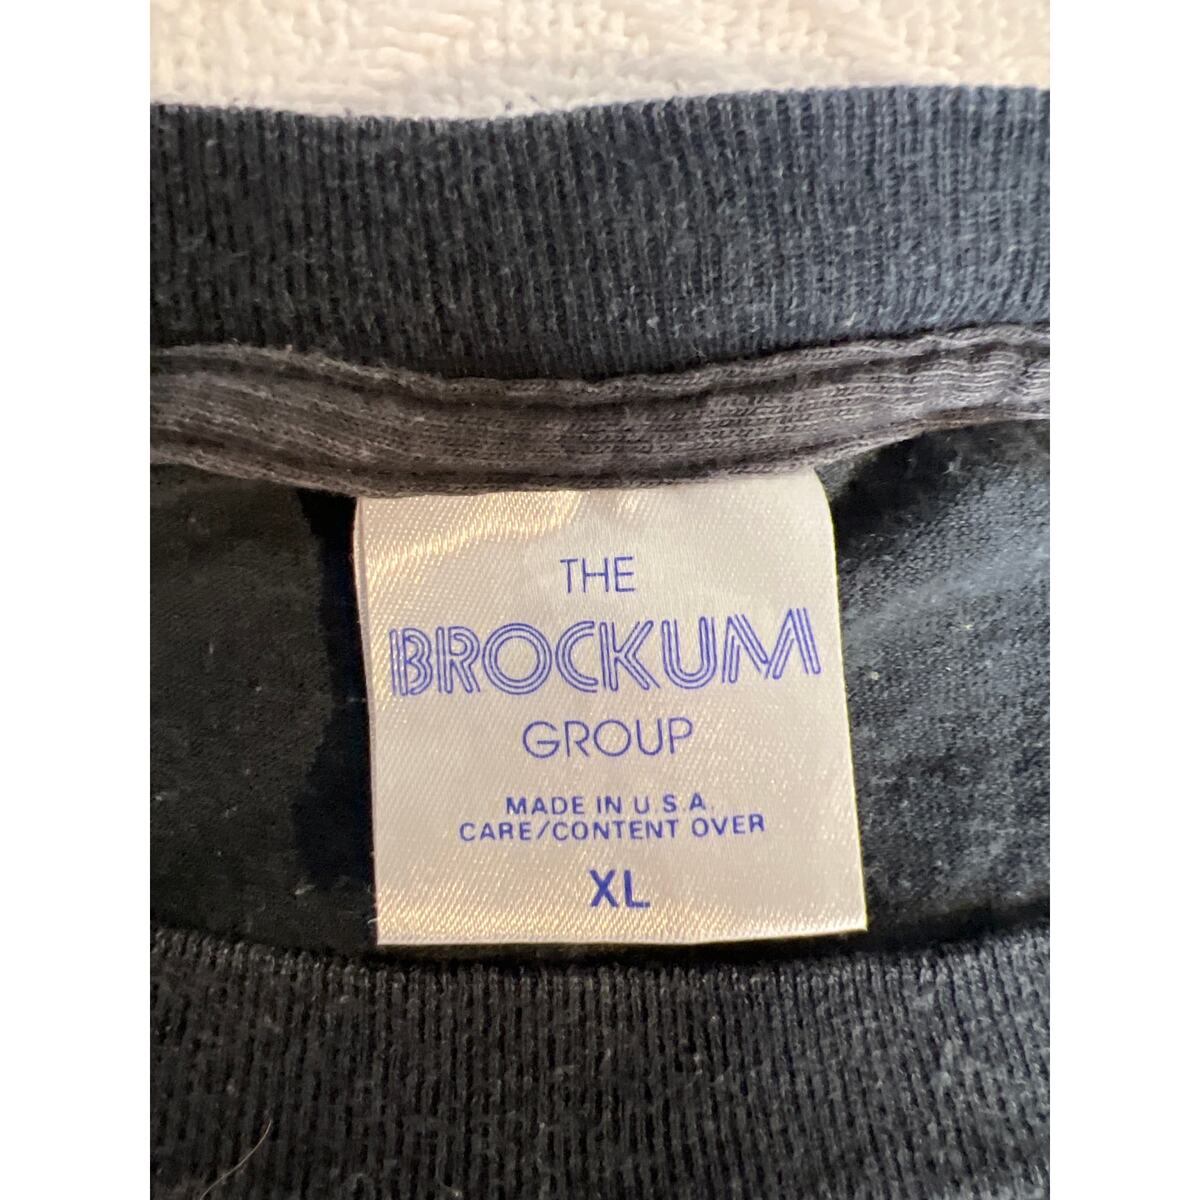 THE
BROCKUM
GROUP
MADE IN U.S.A.
CARE/CONTENT OVER
XL